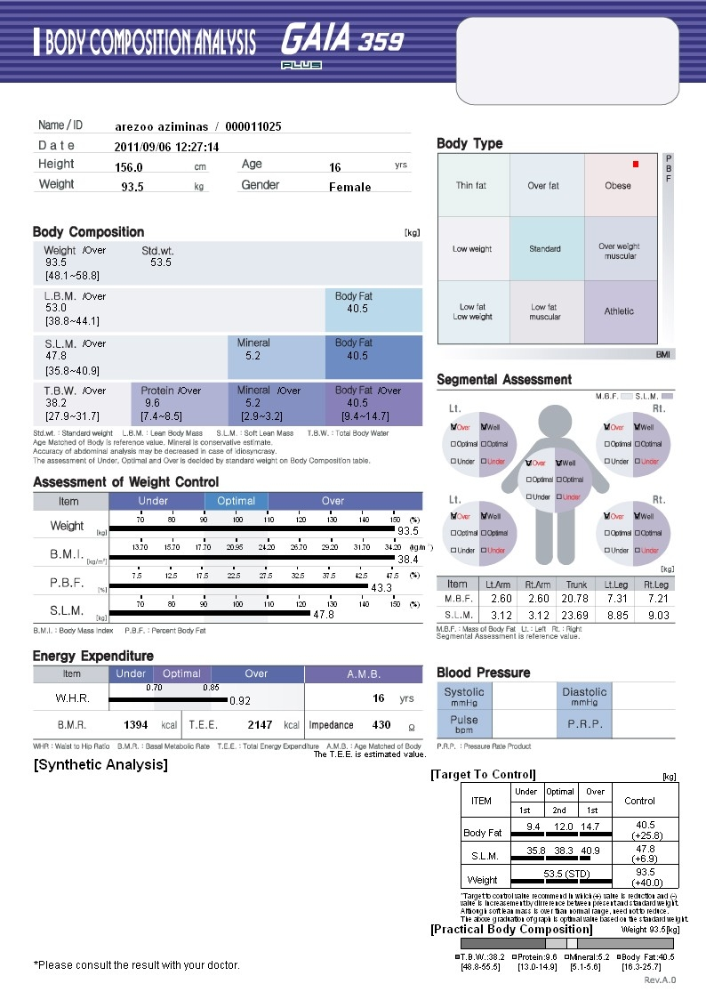 BODY COMPOSITION ANALYSIS GAIA 359
PLUS
Name / ID arezoo aziminas / 000011025
Date 2011/09/06 12:27:14
Height 156.0 cm Age 16 yrs
Weight 93.5 kg Gender Female
Body Composition [kg]
Weight /Over Std.wt.
93.5 53.5
[48.1~58.8]
L.B.M. /Over Body Fat
53.0 40.5
[38.8~44.1]
S.L.M. /Over Mineral Body Fat
47.8 5.2 40.5
[35.8~40.9]
T.B.W. /Over Protein /Over Mineral /Over Body Fat /Over
38.2 9.6 5.2 40.5
[27.9~31.7] [7.4~8.5] [2.9~3.2] [9.4~14.7]
Std.wt. : Standard weight L.B.M. : Lean Body Mass S.L.M. : Soft Lean Mass T.B.W. : Total Body Water
Age Matched of Body is reference value. Mineral is conservative estimate.
Accuracy of abdominal analysis may be decreased in case of idiosyncrasy.
The assessment of Under, Optimal and Over is decided by standard weight on Body Composition table.
Assessment of Weight Control
Item Under Optimal Over
Weight [kg] 70 80 90 100 110 120 130 140 150 (%)
93.5
B.M.I. [kg/m²] 13.70 15.70 17.70 20.95 24.20 26.70 29.20 31.70 34.20 (kg/m²)
38.4
P.B.F. [%] 7.5 12.5 17.5 22.5 27.5 32.5 37.5 42.5 47.5 (%)
43.3
S.L.M. [kg] 70 80 90 100 110 120 130 140 150 (%)
47.8
B.M.I. : Body Mass Index P.B.F. : Percent Body Fat
Energy Expenditure
Item Under Optimal Over A.M.B.
W.H.R. 0.70 0.85 0.92 16 yrs
B.M.R. 1394 kcal T.E.E. 2147 kcal Impedance 430 Ω
WHR : Waist to Hip Ratio B.M.R. : Basal Metabolic Rate T.E.E. : Total Energy Expenditure A.M.B. : Age Matched of Body
The T.E.E. is estimated value.
[Synthetic Analysis]
*Please consult the result with your doctor.
Body Type
Thin fat Over fat Obese
Low weight Standard Over weight muscular
Low fat Low weight Low fat muscular Athletic
PBF
BMI
Segmental Assessment
M.B.F. S.L.M.
Lt. Rt.
Over Well Over Well
Optimal Optimal Optimal Optimal
Under Under Under Under
Over Well
Optimal Optimal
Under Under
Lt. Rt.
Over Well Over Well
Optimal Optimal Optimal Optimal
Under Under Under Under
[kg]
Item Lt.Arm Rt.Arm Trunk Lt.Leg Rt.Leg
M.B.F. 2.60 2.60 20.78 7.31 7.21
S.L.M. 3.12 3.12 23.69 8.85 9.03
M.B.F. : Mass of Body Fat Lt. : Left Rt. : Right
Segmental Assessment is reference value.
Blood Pressure
Systolic mmHg Diastolic mmHg
Pulse bpm P.R.P.
P.R.P. : Pressure Rate Product
[Target To Control] [kg]
ITEM Under Optimal Over Control
1st 2nd 1st
Body Fat 9.4 12.0 14.7 40.5 (+25.8)
S.L.M. 35.8 38.3 40.9 47.8 (+6.9)
Weight 53.5 (STD) 93.5 (+40.0)
*Target to control value recommend in which (+) value is reduction and (-)
value is increasement by difference between present and standard weight.
Although soft lean mass is over than normal range, need not to reduce.
The above graduation of graph is optimal value based on the standard weight.
[Practical Body Composition] Weight 93.5[kg]
T.B.W.:38.2 Protein:9.6 Mineral:5.2 Body Fat:40.5
[48.8-55.5] [13.0-14.9] [5.1-5.6] [16.3-25.7]
Rev.A.0